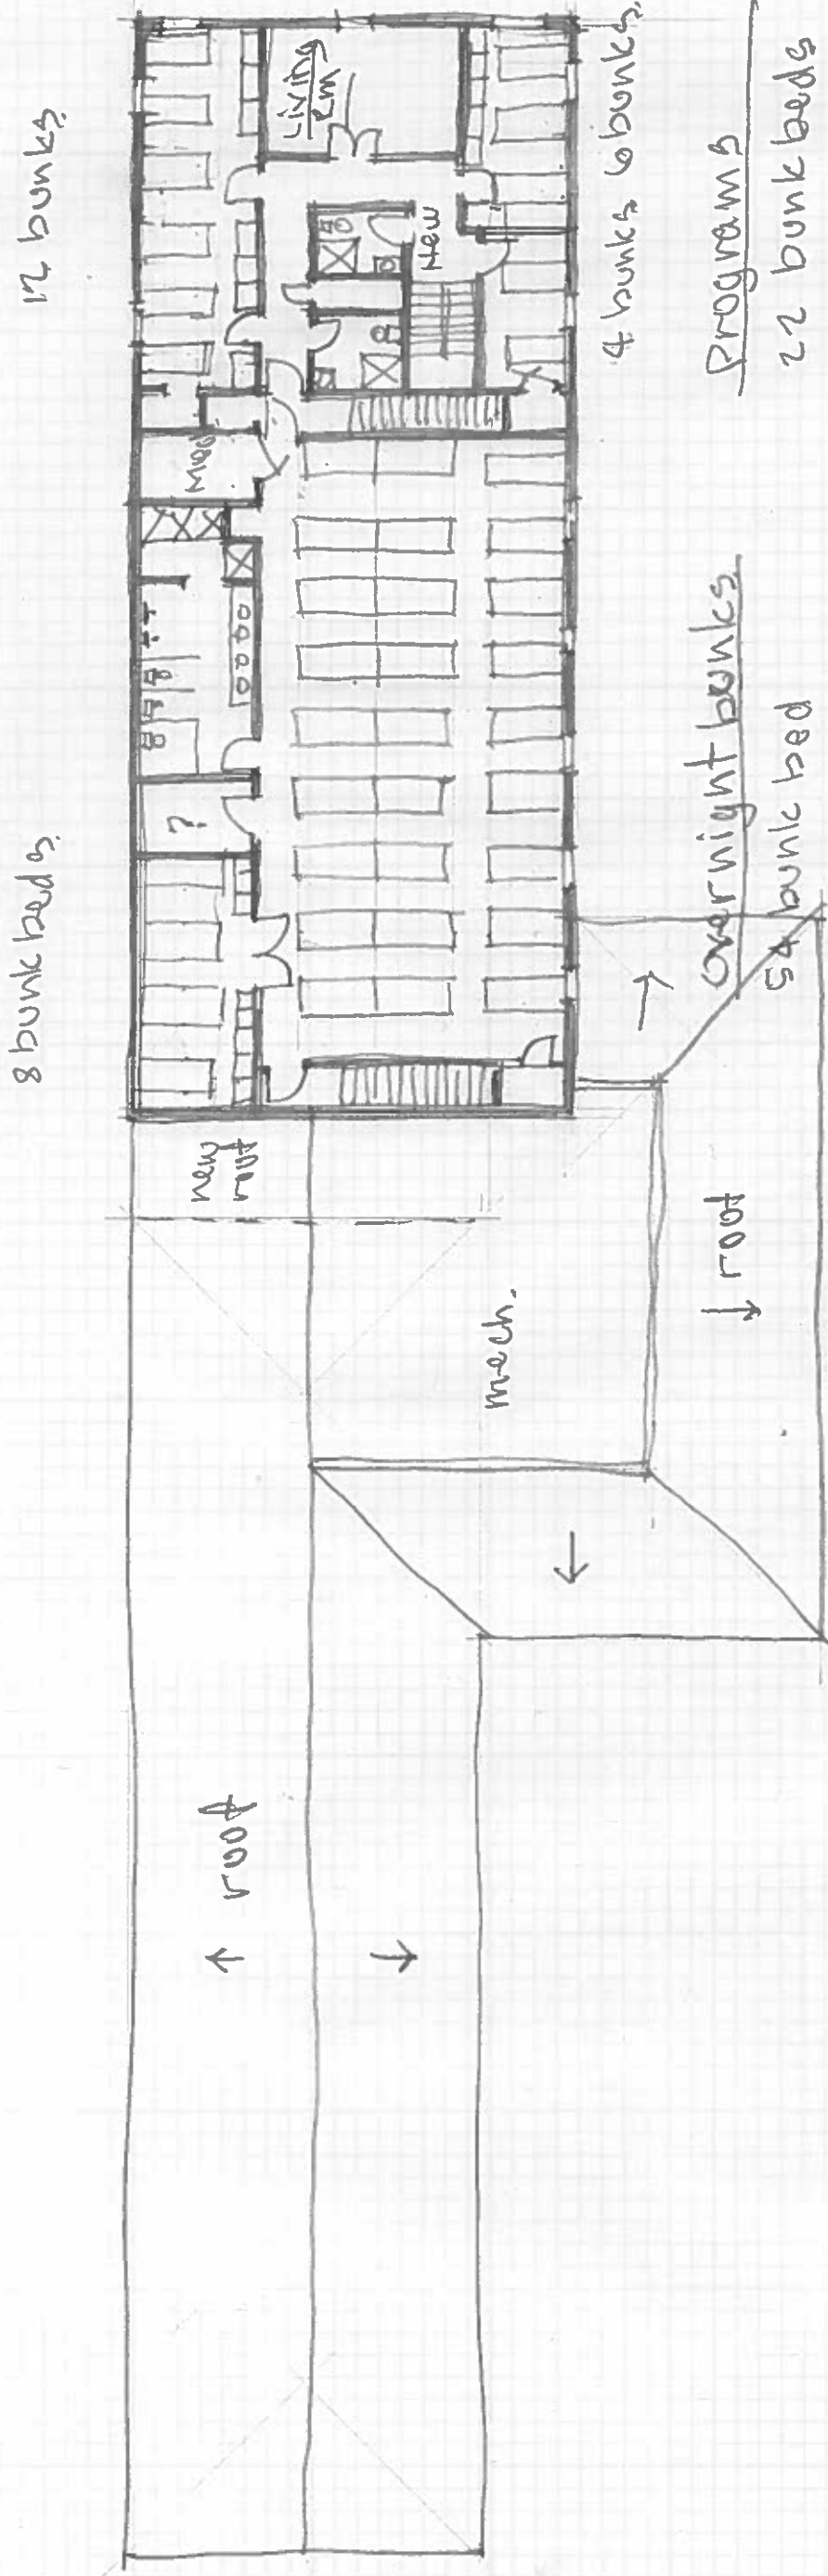 8 bunk beds.
12 bunks.
roof
new
roof
?
Living
Rm
New
mech.
roof
4 bunks 6 bunks.
overnight bunks
54 bunk bed
Programs
22 bunk beds